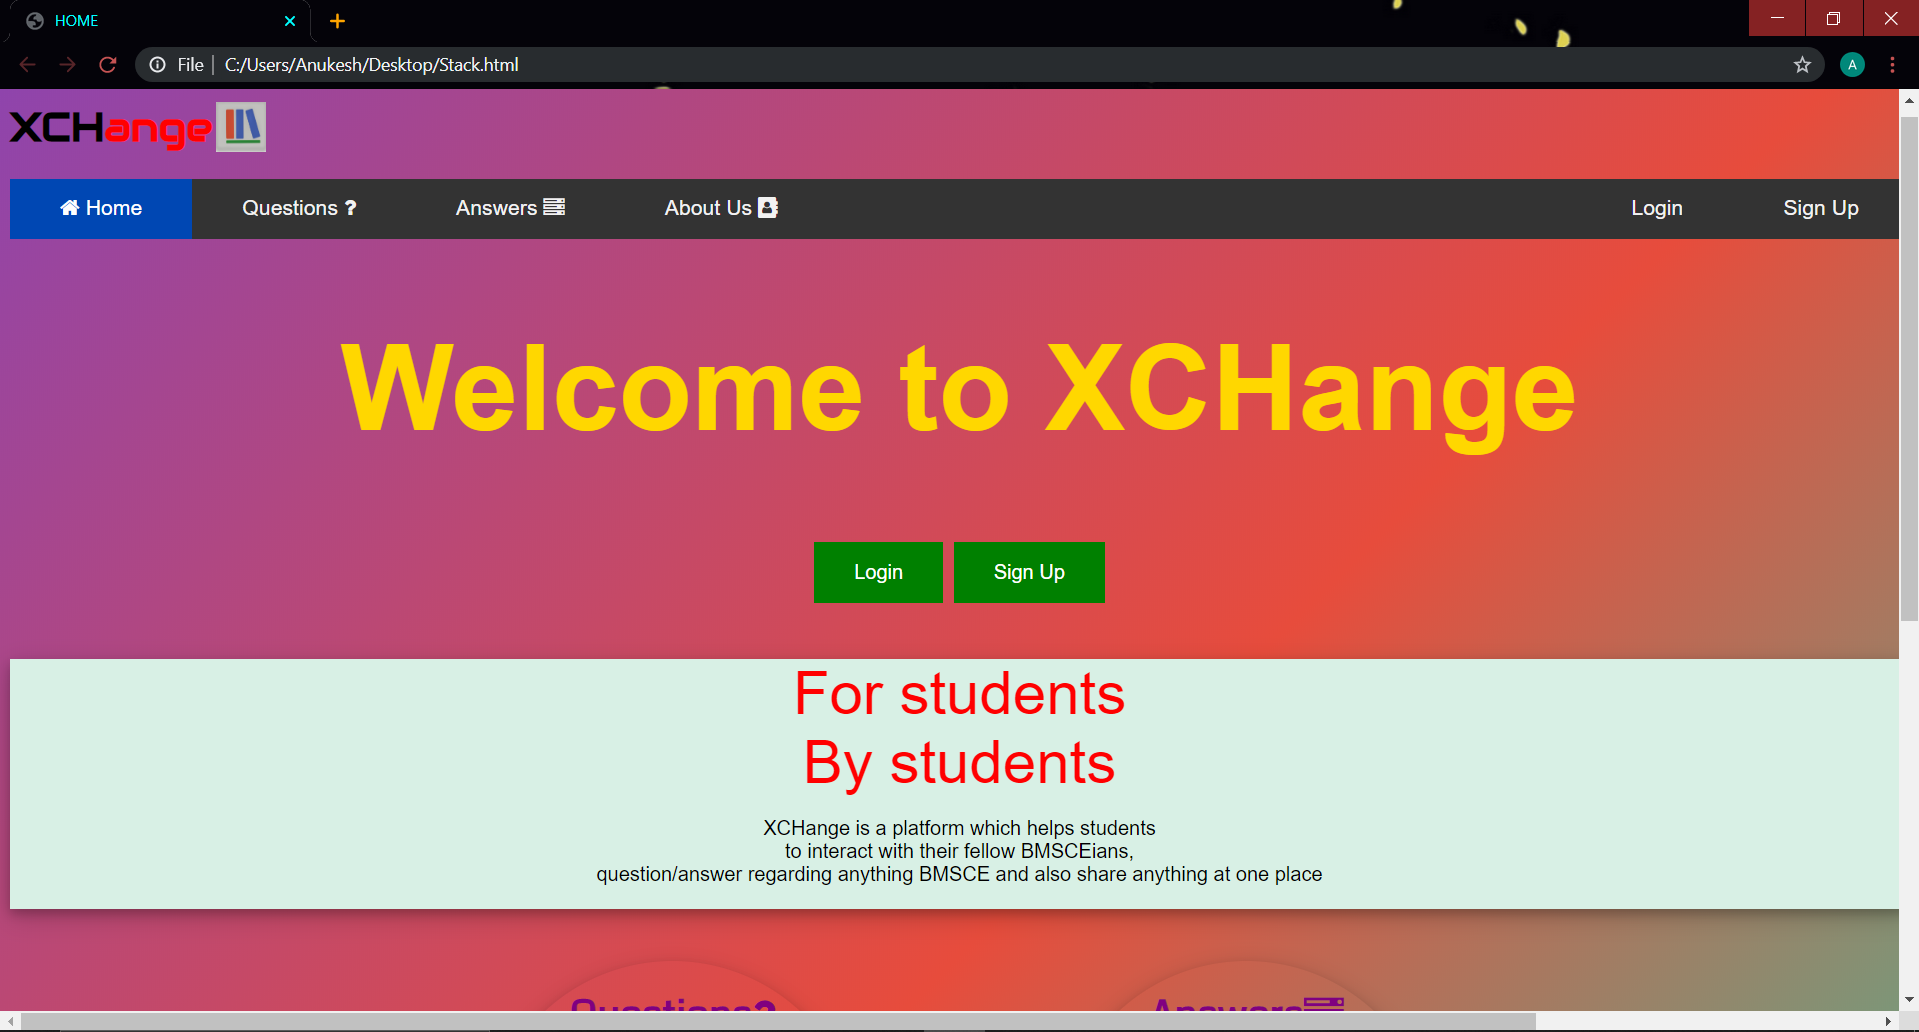 HOME
File C:/Users/Anukesh/Desktop/Stack.html
A
XCHange
Home Questions ? Answers About Us Login Sign Up
Welcome to XCHange
Login Sign Up
For students
By students
XCHange is a platform which helps students
to interact with their fellow BMSCEians,
question/answer regarding anything BMSCE and also share anything at one place
Questions? Answers